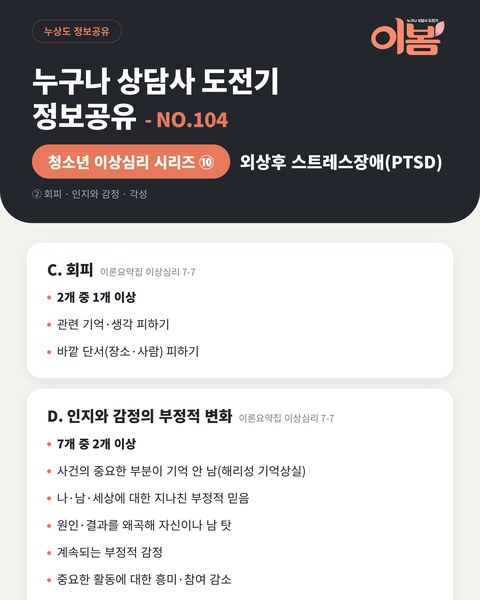 누상도 정보공유
누구나 상담사 도전기
이봄
누구나 상담사 도전기
정보공유 - NO.104
청소년 이상심리 시리즈 ⑩ 외상후 스트레스장애(PTSD)
② 회피 · 인지와 감정 · 각성
C. 회피 이론요약집 이상심리 7-7
• 2개 중 1개 이상
• 관련 기억·생각 피하기
• 바깥 단서(장소·사람) 피하기
D. 인지와 감정의 부정적 변화 이론요약집 이상심리 7-7
• 7개 중 2개 이상
• 사건의 중요한 부분이 기억 안 남(해리성 기억상실)
• 나·남·세상에 대한 지나친 부정적 믿음
• 원인·결과를 왜곡해 자신이나 남 탓
• 계속되는 부정적 감정
• 중요한 활동에 대한 흥미·참여 감소